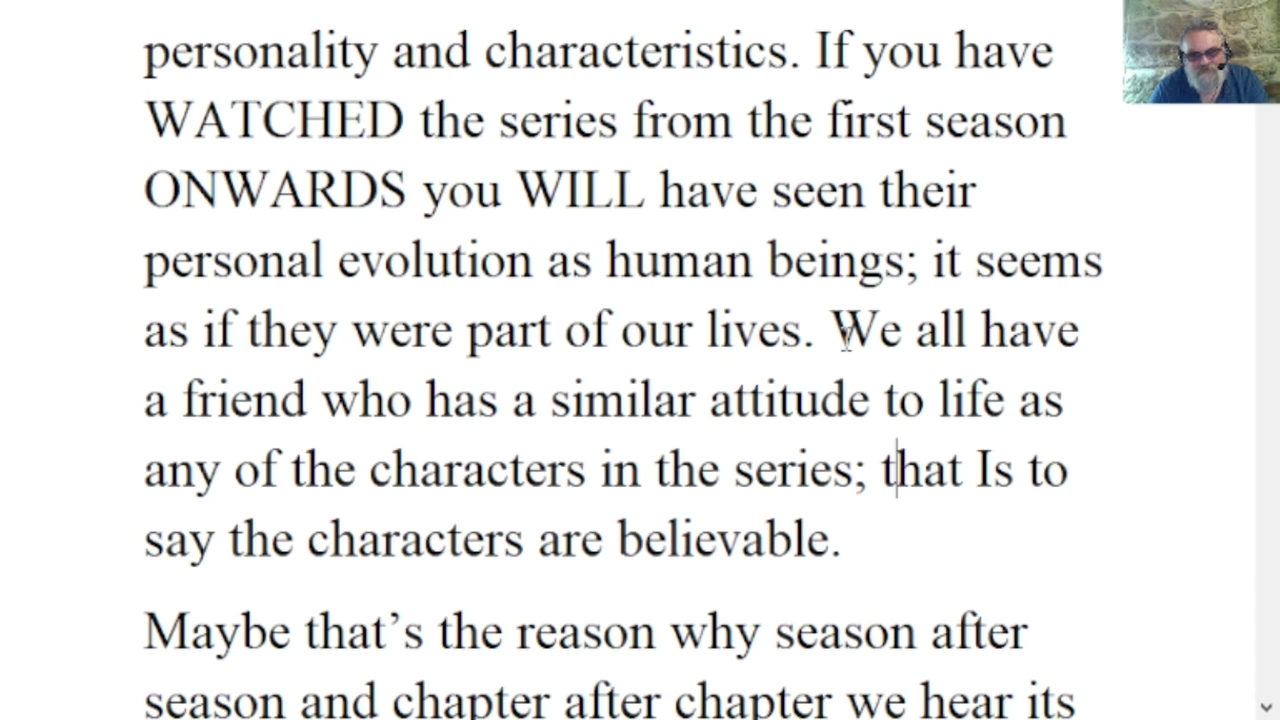 personality and characteristics. If you have
WATCHED the series from the first season
ONWARDS you WILL have seen their
personal evolution as human beings; it seems
as if they were part of our lives. We all have
a friend who has a similar attitude to life as
any of the characters in the series; that Is to
say the characters are believable.
Maybe that’s the reason why season after
season and chapter after chapter we hear its